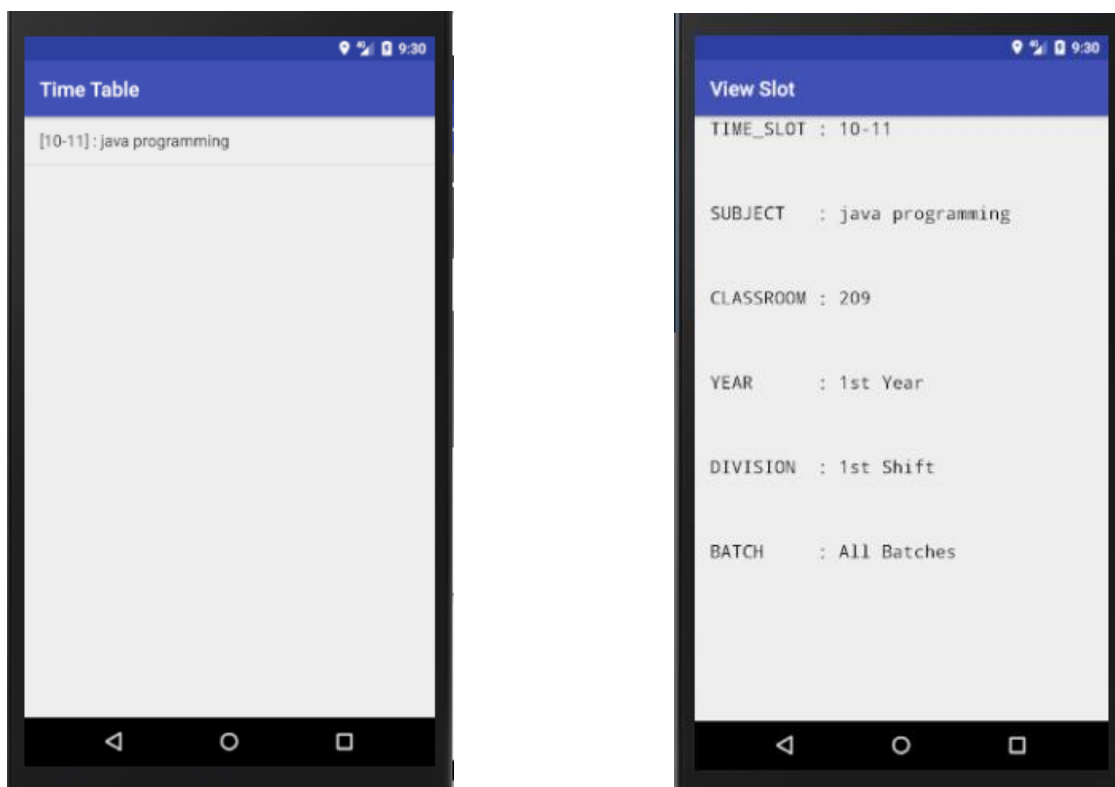 9:30
Time Table
[10-11] : java programming
9:30
View Slot
TIME_SLOT : 10-11
SUBJECT   : java programming
CLASSROOM : 209
YEAR      : 1st Year
DIVISION  : 1st Shift
BATCH     : All Batches